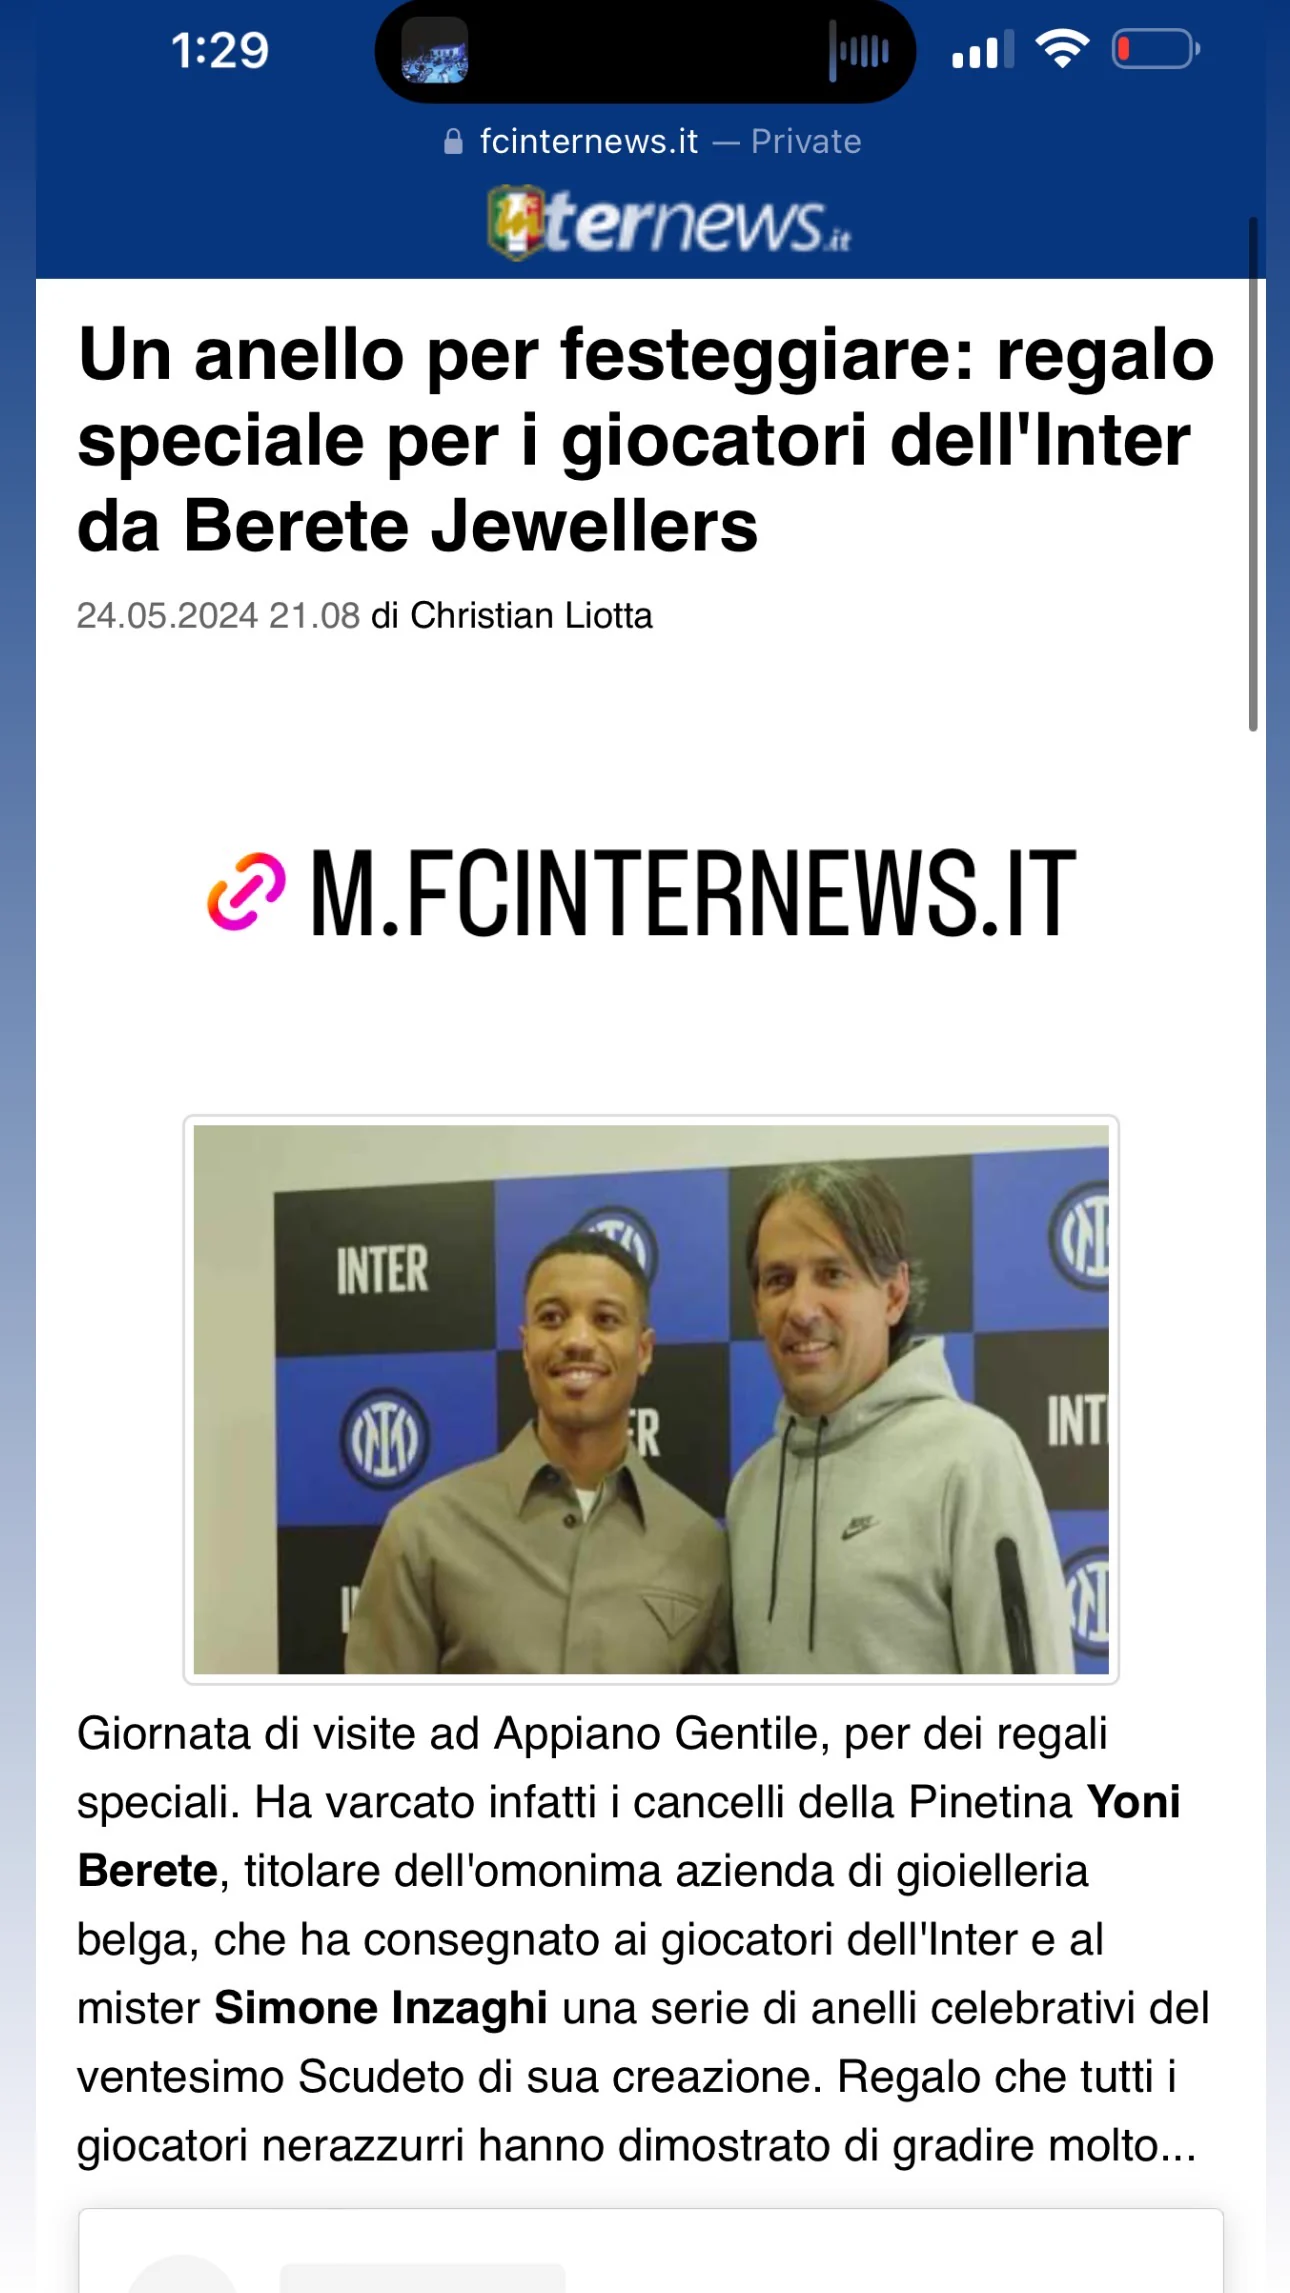 1:29
fcinternews.it — Private
internews.it
Un anello per festeggiare: regalo
speciale per i giocatori dell'Inter
da Berete Jewellers
24.05.2024 21.08 di Christian Liotta
M.FCINTERNEWS.IT
INTER
ER
INT
Giornata di visite ad Appiano Gentile, per dei regali
speciali. Ha varcato infatti i cancelli della Pinetina Yoni
Berete, titolare dell'omonima azienda di gioielleria
belga, che ha consegnato ai giocatori dell'Inter e al
mister Simone Inzaghi una serie di anelli celebrativi del
ventesimo Scudeto di sua creazione. Regalo che tutti i
giocatori nerazzurri hanno dimostrato di gradire molto...